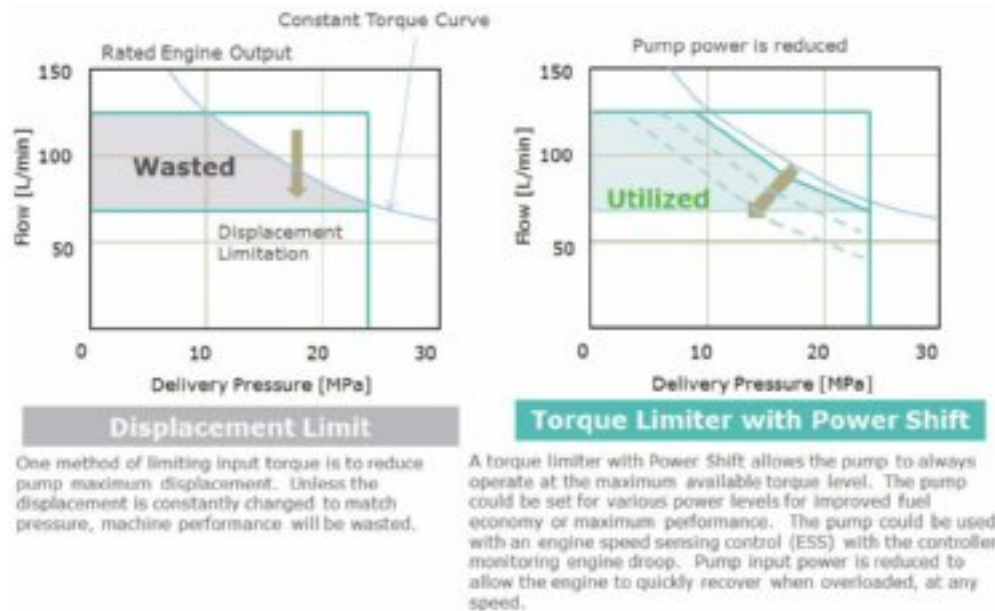 Constant Torque Curve
Rated Engine Output
150
100
50
Flow [L/min]
Wasted
Displacement
Limitation
0 10 20 30
Delivery Pressure [MPa]
Displacement Limit
One method of limiting input torque is to reduce
pump maximum displacement. Unless the
displacement is constantly changed to match
pressure, machine performance will be wasted.
Pump power is reduced
150
100
50
Flow [L/min]
Utilized
0 10 20 30
Delivery Pressure [MPa]
Torque Limiter with Power Shift
A torque limiter with Power Shift allows the pump to always
operate at the maximum available torque level. The pump
could be set for various power levels for improved fuel
economy or maximum performance. The pump could be used
with an engine speed sensing control (ESS) with the controller
monitoring engine droop. Pump input power is reduced to
allow the engine to quickly recover when overloaded, at any
speed.